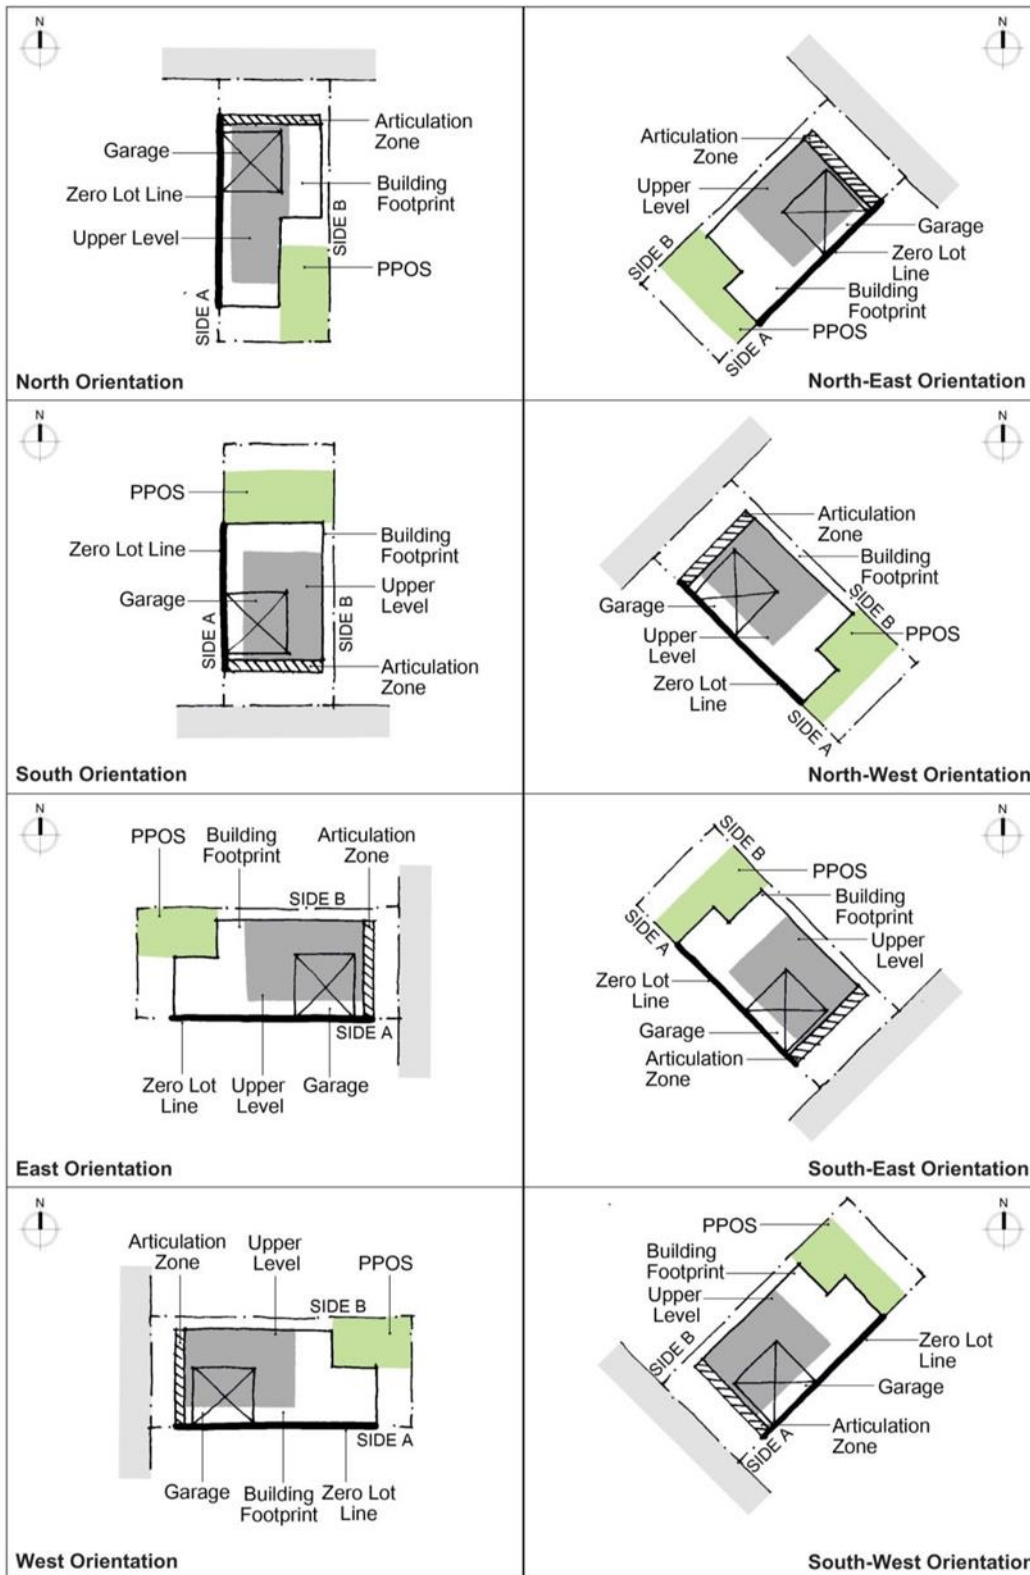 N
Garage
Zero Lot Line
Upper Level
SIDE A
Articulation
Zone
Building
Footprint
SIDE B
PPOS
North Orientation
N
Articulation
Zone
Upper
Level
SIDE B
Garage
Zero Lot
Line
Building
Footprint
PPOS
SIDE A
North-East Orientation
N
PPOS
Zero Lot Line
Garage
SIDE A
Building
Footprint
Upper
Level
SIDE B
Articulation
Zone
South Orientation
N
Articulation
Zone
Building
Footprint
SIDE B
Garage
PPOS
Upper
Level
Zero Lot
Line
SIDE A
North-West Orientation
N
PPOS
Building
Footprint
Articulation
Zone
SIDE B
SIDE A
Zero Lot
Line
Upper
Level
Garage
East Orientation
N
SIDE B
PPOS
Building
Footprint
SIDE A
Upper
Level
Zero Lot
Line
Garage
Articulation
Zone
South-East Orientation
N
Articulation
Zone
Upper
Level
PPOS
SIDE B
SIDE A
Garage
Building
Footprint
Zero Lot
Line
West Orientation
N
PPOS
Building
Footprint
Upper
Level
SIDE B
Zero Lot
Line
Garage
SIDE A
Articulation
Zone
South-West Orientation